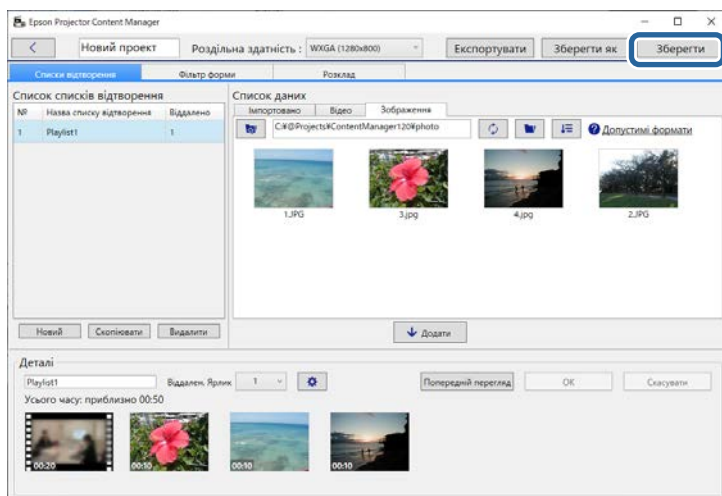 Epson Projector Content Manager
Новий проект Роздільна здатність : WXGA (1280x800) Експортувати Зберегти як Зберегти
Списки відтворення Фільтр форми Розклад
Список списків відтворення
№ Назва списку відтворення Віддалено
1 Playlist1 1
Список даних
Імпортовано Відео Зображення
C:¥@Projects¥ContentManager120¥photo Допустимі формати
1.JPG 3.jpg 4.jpg 2.JPG
Новий Скопіювати Видалити
Додати
Деталі
Playlist1 Віддален. Ярлик 1 Попередній перегляд ОК Скасувати
Усього часу: приблизно 00:50
00:20 00:10 00:10 00:10